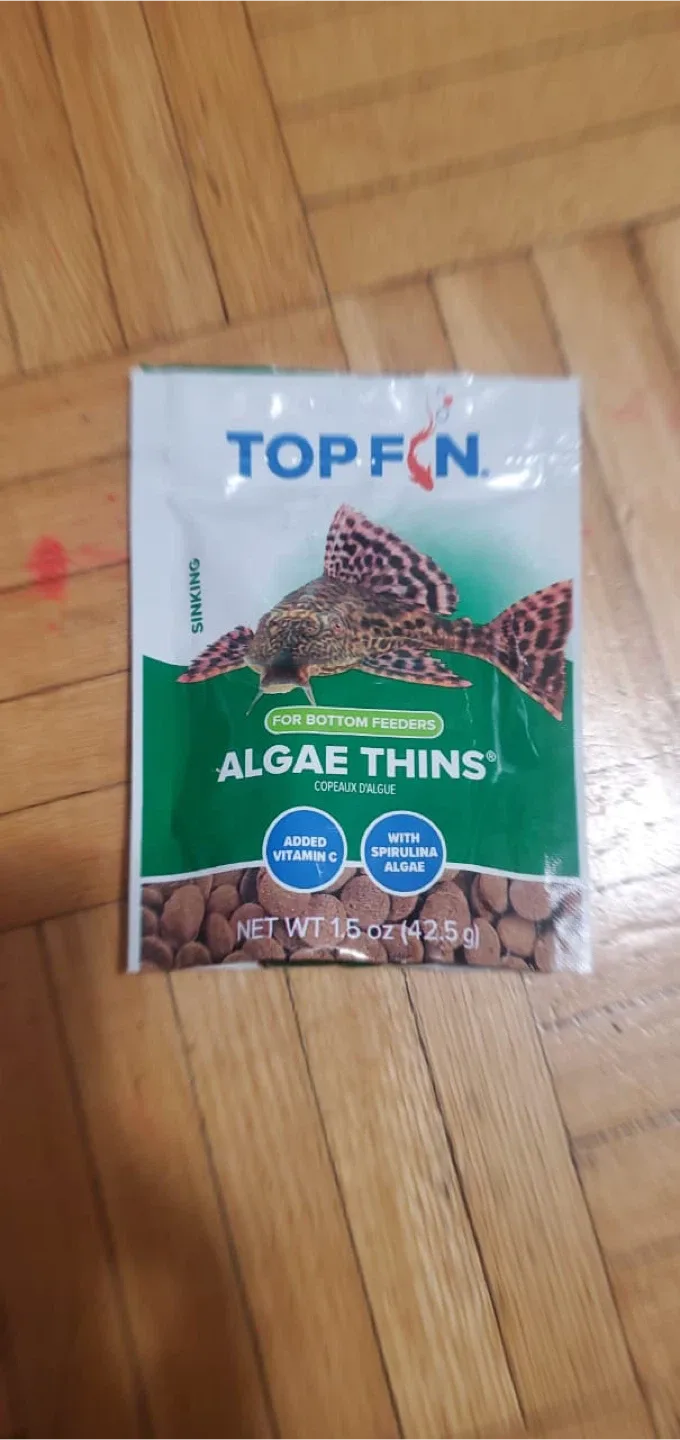 TOP FIN.
SINKING
FOR BOTTOM FEEDERS
ALGAE THINS®
COPEAUX D'ALGUE
ADDED
VITAMIN C
WITH
SPIRULINA
ALGAE
NET WT 1.5 oz (42.5 g)